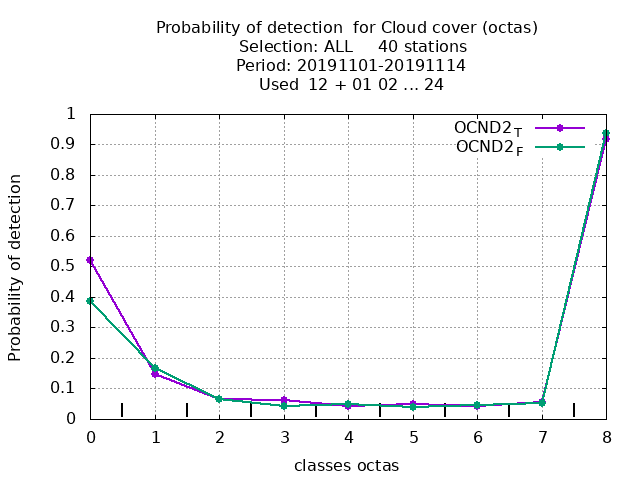 Probability of detection  for Cloud cover (octas)
Selection: ALL     40 stations
Period: 20191101-20191114
Used  12 + 01 02 ... 24
OCND2_T
OCND2_F
Probability of detection
1
0.9
0.8
0.7
0.6
0.5
0.4
0.3
0.2
0.1
0
0 1 2 3 4 5 6 7 8
classes octas